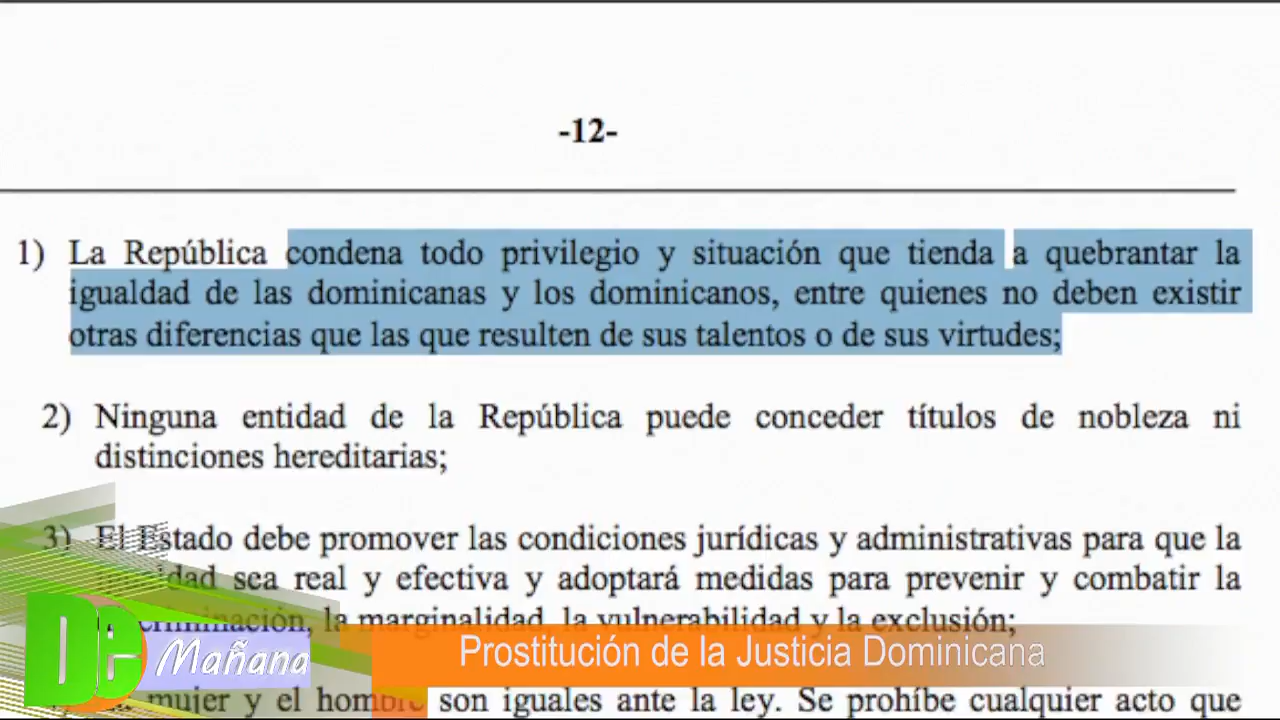 -12-
1) La República condena todo privilegio y situación que tienda a quebrantar la
igualdad de las dominicanas y los dominicanos, entre quienes no deben existir
otras diferencias que las que resulten de sus talentos o de sus virtudes;
2) Ninguna entidad de la República puede conceder títulos de nobleza ni
distinciones hereditarias;
3) El Estado debe promover las condiciones jurídicas y administrativas para que la
sea real y efectiva y adoptará medidas para prevenir y combatir la
la marginalidad, la vulnerabilidad y la exclusión;
mujer y el hombre son iguales ante la ley. Se prohíbe cualquier acto que
De Mañana
Prostitución de la Justicia Dominicana